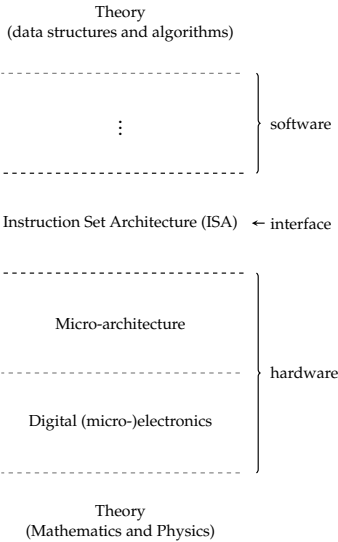 Theory
(data structures and algorithms)
⋮
software
Instruction Set Architecture (ISA) ← interface
Micro-architecture
hardware
Digital (micro-)electronics
Theory
(Mathematics and Physics)